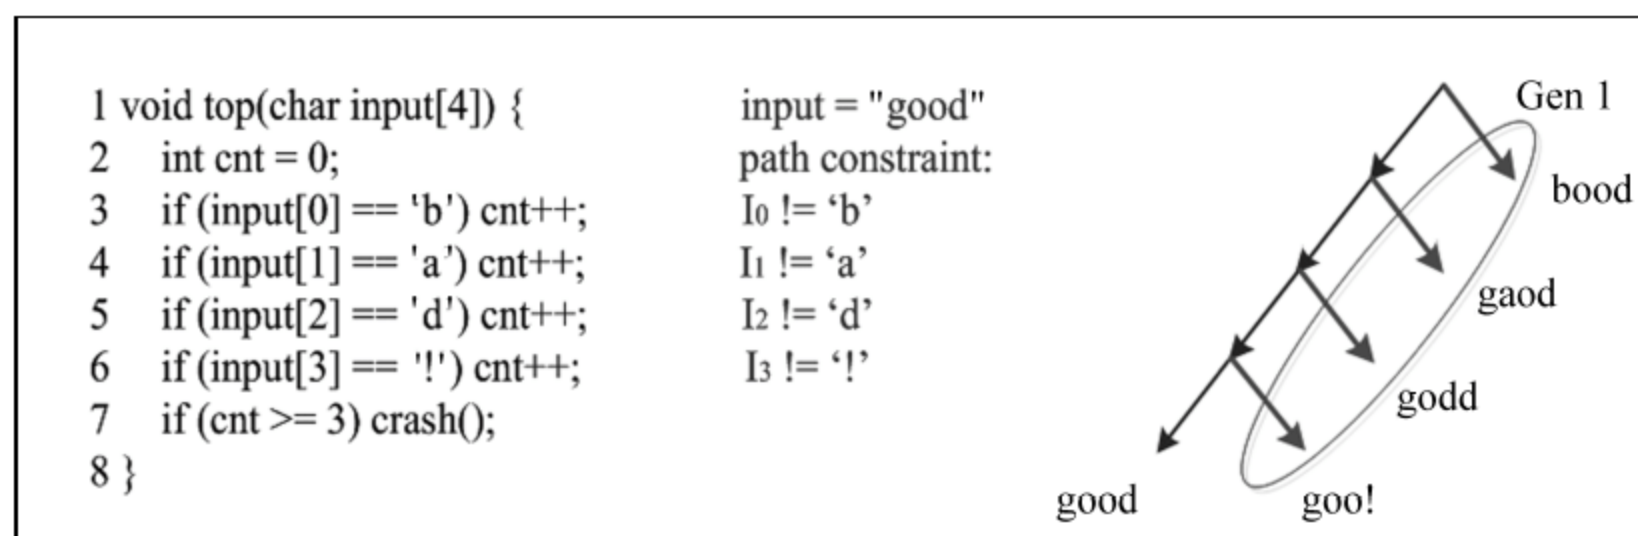 1 void top(char input[4]) {
2 int cnt = 0;
3 if (input[0] == 'b') cnt++;
4 if (input[1] == 'a') cnt++;
5 if (input[2] == 'd') cnt++;
6 if (input[3] == '!') cnt++;
7 if (cnt >= 3) crash();
8 }
input = "good"
path constraint:
I0 != ‘b’
I1 != ‘a’
I2 != ‘d’
I3 != ‘!’
Gen 1
bood
gaod
godd
goo!
good